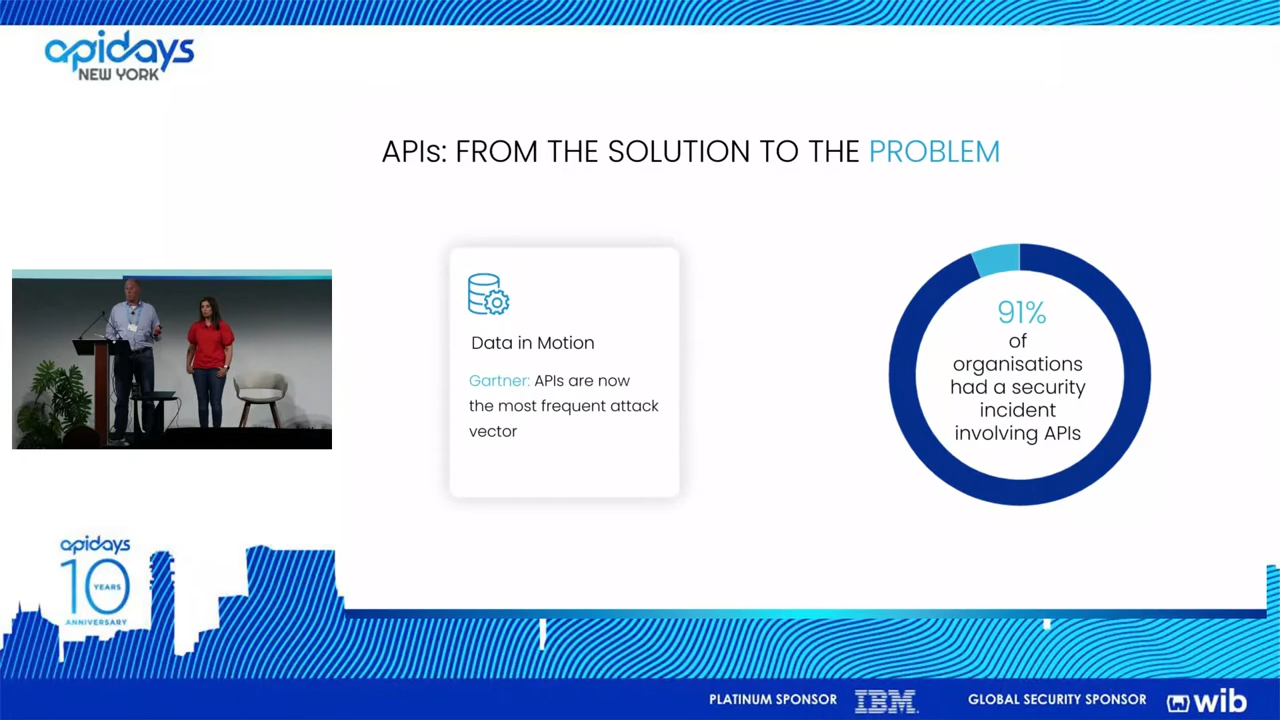 apidays
NEW YORK
APIs: FROM THE SOLUTION TO THE PROBLEM
Data in Motion
Gartner: APIs are now
the most frequent attack
vector
91%
of
organisations
had a security
incident
involving APIs
apidays
10
YEARS
ANNIVERSARY
PLATINUM SPONSOR
IBM
GLOBAL SECURITY SPONSOR
wib